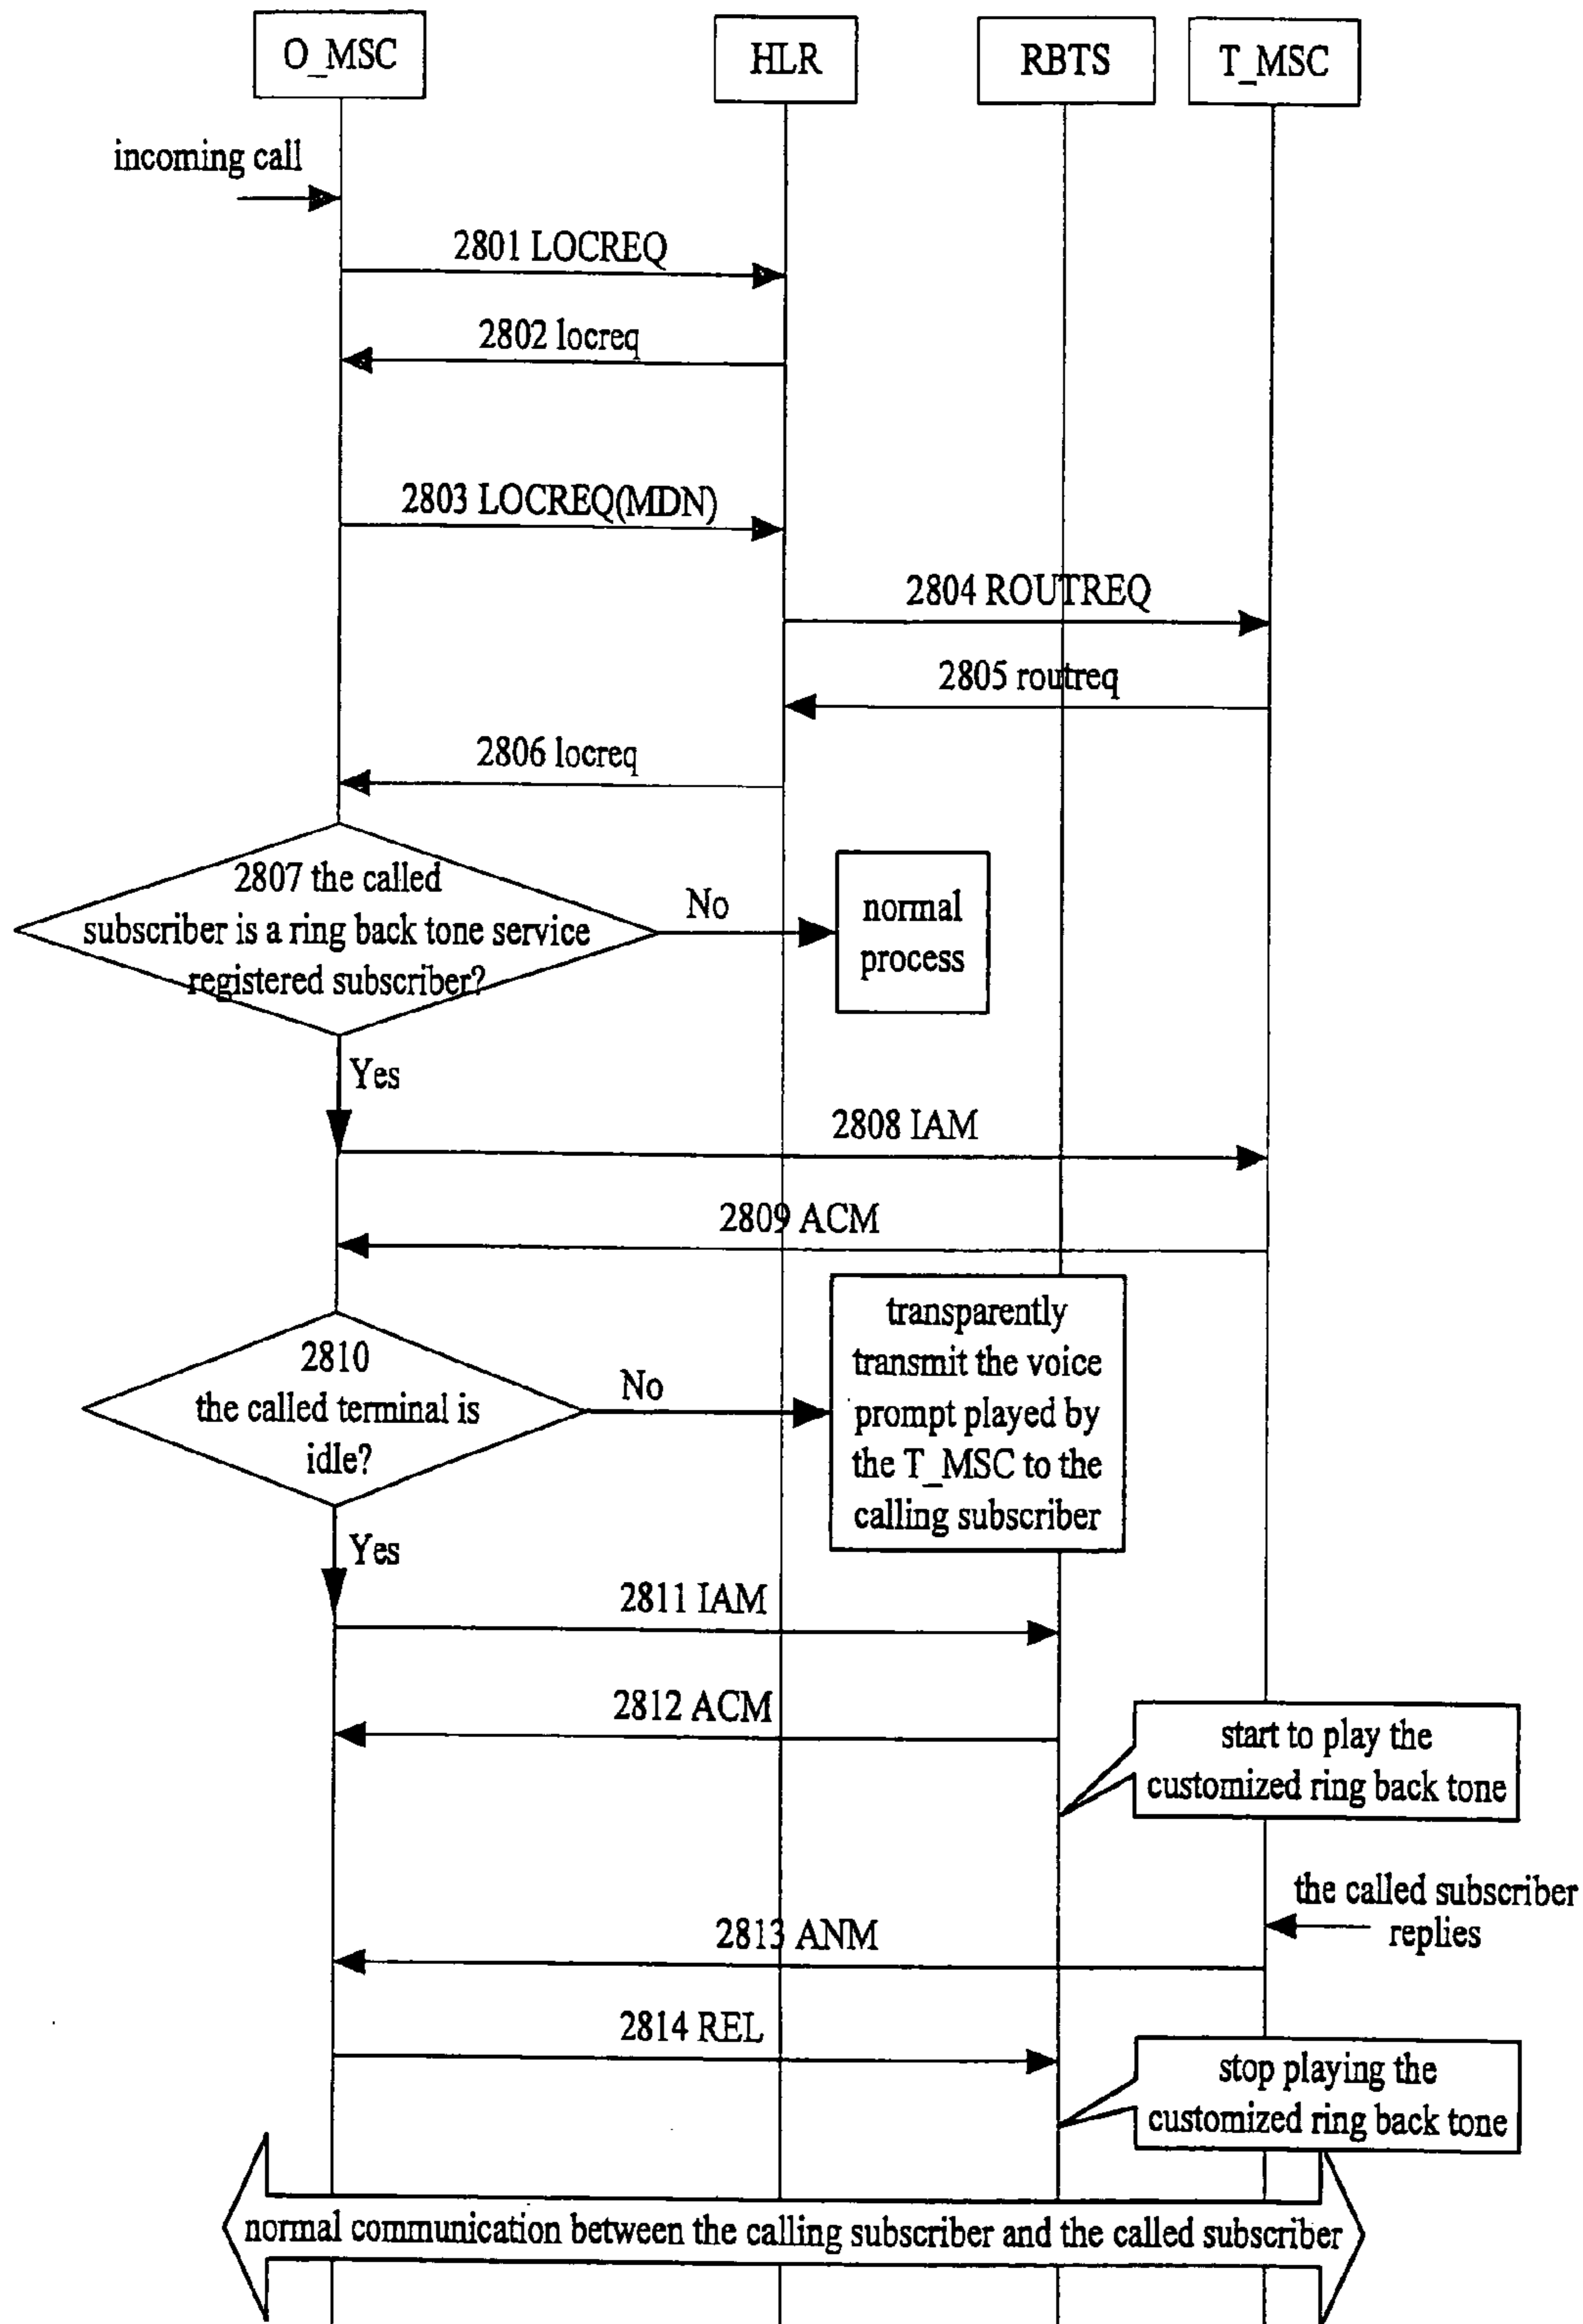 O_MSC
HLR
RBTS
T_MSC
incoming call
2801 LOCREQ
2802 locreq
2803 LOCREQ(MDN)
2804 ROUTREQ
2805 routreq
2806 locreq
2807 the called
subscriber is a ring back tone service
registered subscriber?
No
normal
process
Yes
2808 IAM
2809 ACM
2810
the called terminal is
idle?
No
transparently
transmit the voice
prompt played by
the T_MSC to the
calling subscriber
Yes
2811 IAM
2812 ACM
start to play the
customized ring back tone
the called subscriber
replies
2813 ANM
2814 REL
stop playing the
customized ring back tone
normal communication between the calling subscriber and the called subscriber